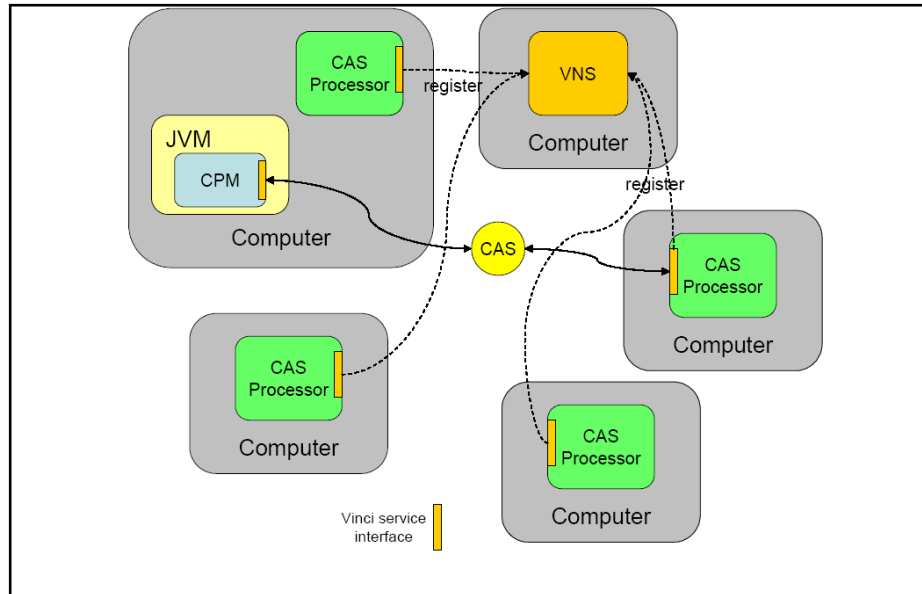 CAS
Processor
register
VNS
Computer
JVM
CPM
Computer
register
CAS
CAS
Processor
Computer
CAS
Processor
Computer
CAS
Processor
Computer
Vinci service
interface